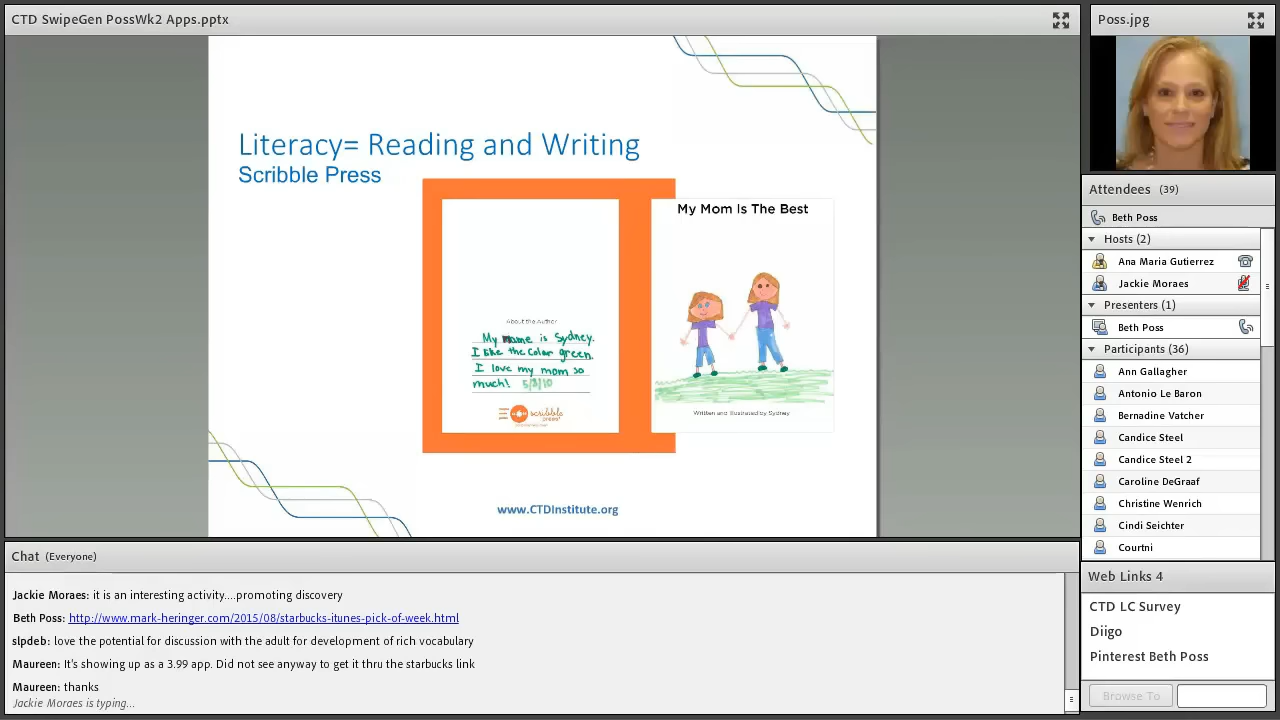 CTD SwipeGen PossWk2 Apps.pptx
Literacy= Reading and Writing
Scribble Press
About the Author
My name is Sydney.
I like the color green.
I love my mom so
much! 5/3/10
scribble
press
My Mom Is The Best
Written and Illustrated by Sydney
www.CTDInstitute.org
Chat (Everyone)
Jackie Moraes: it is an interesting activity....promoting discovery
Beth Poss: http://www.mark-heringer.com/2015/08/starbucks-itunes-pick-of-week.html
slpdeb: love the potential for discussion with the adult for development of rich vocabulary
Maureen: It's showing up as a 3.99 app. Did not see anyway to get it thru the starbucks link
Maureen: thanks
Jackie Moraes is typing...
Poss.jpg
Attendees (39)
Beth Poss
Hosts (2)
Ana Maria Gutierrez
Jackie Moraes
Presenters (1)
Beth Poss
Participants (36)
Ann Gallagher
Antonio Le Baron
Bernadine Vatcher
Candice Steel
Candice Steel 2
Caroline DeGraaf
Christine Wenrich
Cindi Seichter
Courtni
Web Links 4
CTD LC Survey
Diigo
Pinterest Beth Poss
Browse To